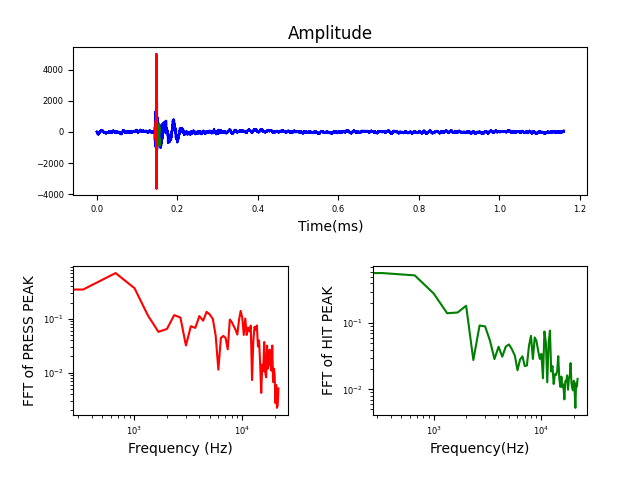 Amplitude
4000
2000
0
−2000
−4000
0.0 0.2 0.4 0.6 0.8 1.0 1.2
Time(ms)
FFT of PRESS PEAK
10⁻¹
10⁻²
10³ 10⁴
Frequency (Hz)
FFT of HIT PEAK
10⁻¹
10⁻²
10³ 10⁴
Frequency(Hz)